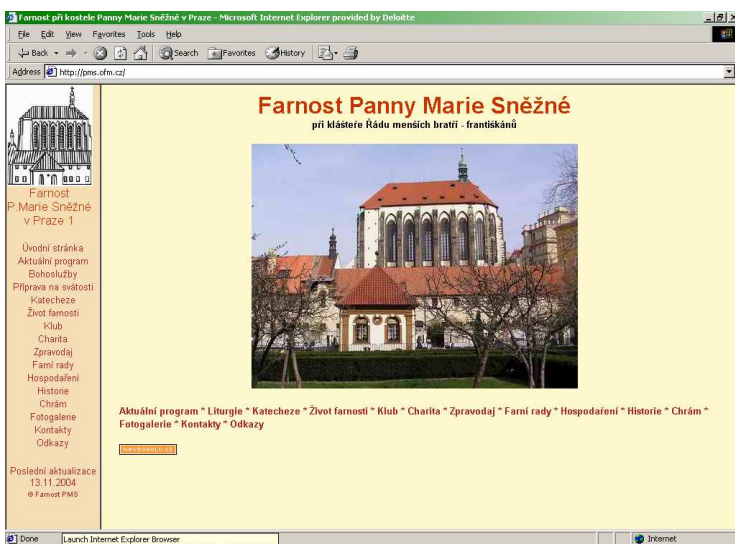 Farnost při kostele Panny Marie Sněžné v Praze - Microsoft Internet Explorer provided by Deloitte
File Edit View Favorites Tools Help
Back Search Favorites History
Address http://pms.ofm.cz/
Farnost
P.Marie Sněžné
v Praze 1
Úvodní stránka
Aktuální program
Bohoslužby
Příprava na svátosti
Katecheze
Život farnosti
Klub
Charita
Zpravodaj
Farní rady
Hospodaření
Historie
Chrám
Fotogalerie
Kontakty
Odkazy
Poslední aktualizace
13.11.2004
© Farnost PMS
Farnost Panny Marie Sněžné
při klášteře Řádu menších bratří - františkánů
Aktuální program * Liturgie * Katecheze * Život farnosti * Klub * Charita * Zpravodaj * Farní rady * Hospodaření * Historie * Chrám *
Fotogalerie * Kontakty * Odkazy
Done Launch Internet Explorer Browser Internet